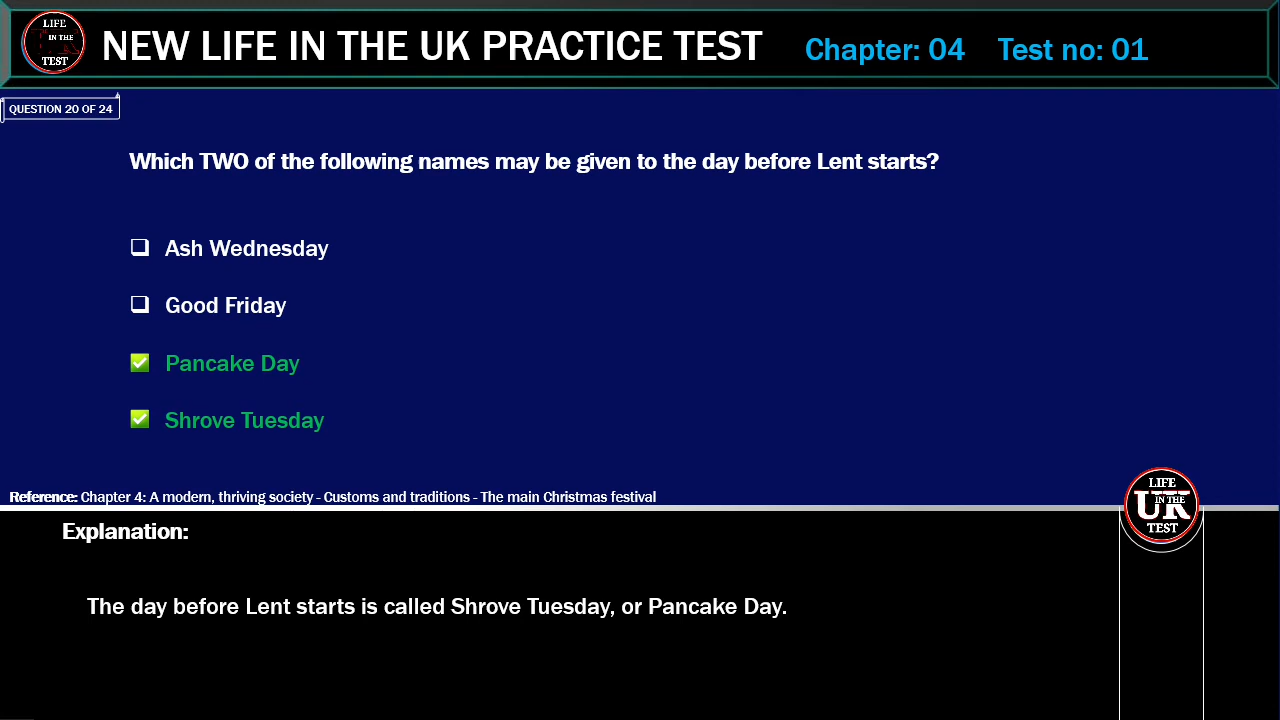 LIFE
IN THE
UK
TEST
NEW LIFE IN THE UK PRACTICE TEST
Chapter: 04
Test no: 01
QUESTION 20 OF 24
Which TWO of the following names may be given to the day before Lent starts?
Ash Wednesday
Good Friday
Pancake Day
Shrove Tuesday
Reference: Chapter 4: A modern, thriving society - Customs and traditions - The main Christmas festival
LIFE
IN THE
UK
TEST
Explanation:
The day before Lent starts is called Shrove Tuesday, or Pancake Day.